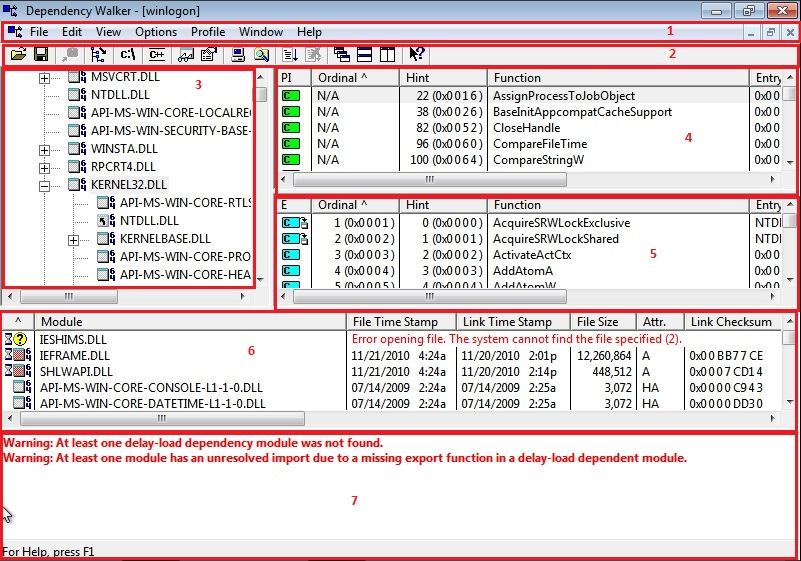 Dependency Walker - [winlogon]
File Edit View Options Profile Window Help 1
c:\ C++ 2
MSVCRT.DLL 3
NTDLL.DLL
API-MS-WIN-CORE-LOCALREG
API-MS-WIN-SECURITY-BASE-
WINSTA.DLL
RPCRT4.DLL
KERNEL32.DLL
API-MS-WIN-CORE-RTLS
NTDLL.DLL
KERNELBASE.DLL
API-MS-WIN-CORE-PRO
API-MS-WIN-CORE-HEA
PI Ordinal ^ Hint Function Entry
C N/A 22 (0x0016) AssignProcessToJobObject 0x00
C N/A 38 (0x0026) BaseInitAppcompatCacheSupport 0x00
C N/A 82 (0x0052) CloseHandle 0x00
C N/A 96 (0x0060) CompareFileTime 0x00
C N/A 100 (0x0064) CompareStringW 0x00
4
E Ordinal ^ Hint Function Entry
C 1 (0x0001) 0 (0x0000) AcquireSRWLockExclusive NTDL
C 2 (0x0002) 1 (0x0001) AcquireSRWLockShared NTDL
C 3 (0x0003) 2 (0x0002) ActivateActCtx 0x00
C 4 (0x0004) 3 (0x0003) AddAtomA 0x00
C 5 (0x0005) 4 (0x0004) AddAtomW 0x00
5
^ Module File Time Stamp Link Time Stamp File Size Attr. Link Checksum
? IESHIMS.DLL Error opening file. The system cannot find the file specified (2).
IEFRAME.DLL 11/21/2010 4:24a 11/20/2010 2:01p 12,260,864 A 0x00BB77CE
SHLWAPI.DLL 11/21/2010 4:24a 11/20/2010 2:14p 448,512 A 0x0007CD14
API-MS-WIN-CORE-CONSOLE-L1-1-0.DLL 07/14/2009 2:24a 07/14/2009 2:25a 3,072 HA 0x0000C943
API-MS-WIN-CORE-DATETIME-L1-1-0.DLL 07/14/2009 2:24a 07/14/2009 2:25a 3,072 HA 0x0000DD30
6
Warning: At least one delay-load dependency module was not found.
Warning: At least one module has an unresolved import due to a missing export function in a delay-load dependent module.
7
For Help, press F1